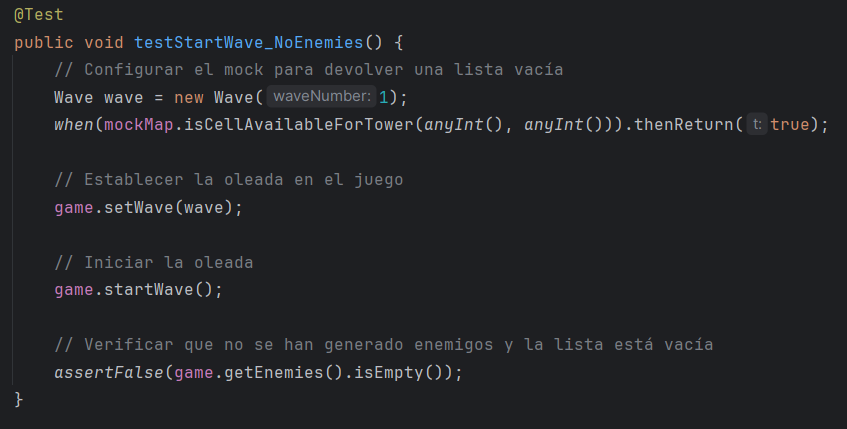 @Test
public void testStartWave_NoEnemies() {
// Configurar el mock para devolver una lista vacía
Wave wave = new Wave( waveNumber: 1);
when(mockMap.isCellAvailableForTower(anyInt(), anyInt())).thenReturn( t: true);
// Establecer la oleada en el juego
game.setWave(wave);
// Iniciar la oleada
game.startWave();
// Verificar que no se han generado enemigos y la lista está vacía
assertFalse(game.getEnemies().isEmpty());
}